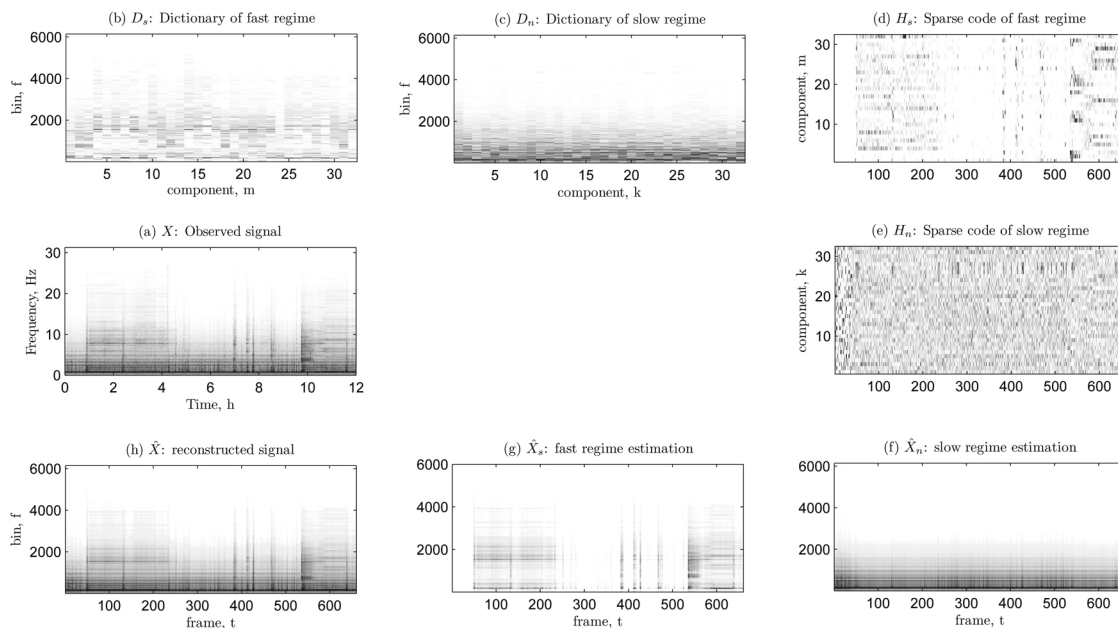 (b) D_s: Dictionary of fast regime
6000
4000
2000
bin, f
5 10 15 20 25 30
component, m
(c) D_n: Dictionary of slow regime
6000
4000
2000
bin, f
5 10 15 20 25 30
component, k
(d) H_s: Sparse code of fast regime
30
20
10
component, m
100 200 300 400 500 600
(a) X: Observed signal
30
20
10
0
Frequency, Hz
0 2 4 6 8 10 12
Time, h
(e) H_n: Sparse code of slow regime
30
20
10
component, k
100 200 300 400 500 600
(h) X̂: reconstructed signal
6000
4000
2000
bin, f
100 200 300 400 500 600
frame, t
(g) X̂_s: fast regime estimation
6000
4000
2000
100 200 300 400 500 600
frame, t
(f) X̂_n: slow regime estimation
6000
4000
2000
100 200 300 400 500 600
frame, t